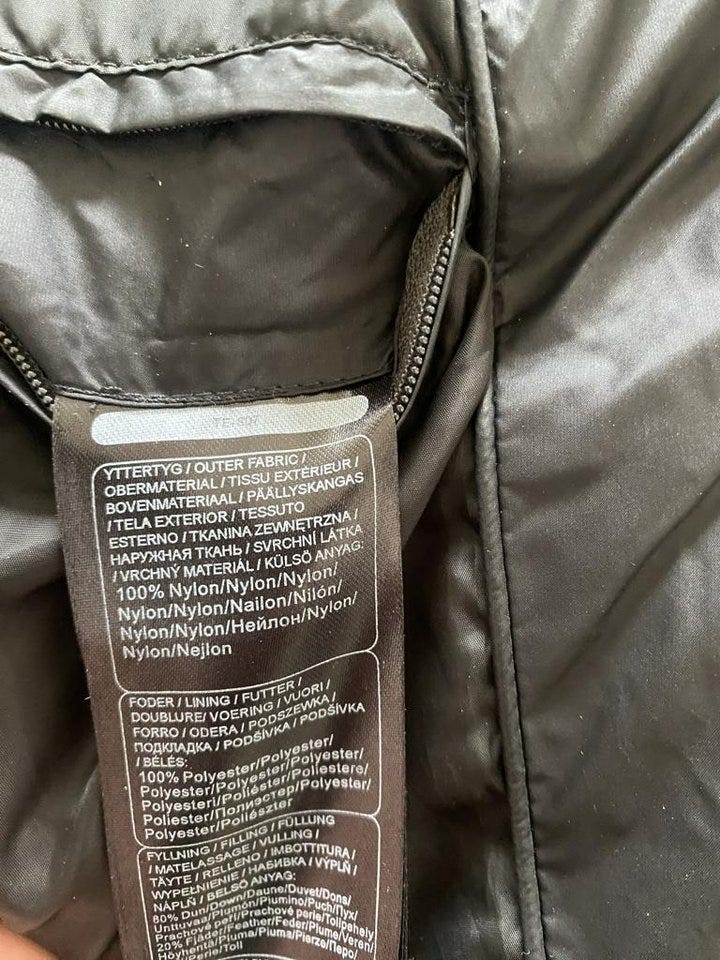 YTTERTYG / OUTER FABRIC /
OBERMATERIAL / TISSU EXTÉRIEUR /
BOVENMATERIAAL / PÄÄLLYSKANGAS
/ TELA EXTERIOR / TESSUTO
ESTERNO / TKANINA ZEWNĘTRZNA /
НАРУЖНАЯ ТКАНЬ / SVRCHNÍ LÁTKA
/ VRCHNÝ MATERIÁL / KÜLSŐ ANYAG:
100% Nylon/Nylon/Nylon/
Nylon/Nylon/Nailon/Nilón/
Nylon/Nylon/Нейлон/Nylon/
Nylon/Nejlon
FODER / LINING / FUTTER /
DOUBLURE/ VOERING / VUORI /
FORRO / ODERA / PODSZEWKA /
ПОДКЛАДКА / PODŠÍVKA / PODŠÍVKA
/ BÉLÉS:
100% Polyester/Polyester/
Polyester/Polyester/Polyester/
Polyesteri/Poliéster/Poliestere/
Poliester/Полиэстер/Polyester/
Polyester/Poliészter
FYLLNING / FILLING / FÜLLUNG
/ MATELASSAGE / VULLING /
TÄYTE / RELLENO / IMBOTTITURA /
WYPEŁNIENIE / НАБИВКА / VÝPLŇ /
NÁPLŇ / BELSŐ ANYAG:
80% Dun/Down/Daune/Duvet/Dons/
Untuvaa/Plumón/Piumino/Puch/Пух/
Prachové peří/Prachové perie/Tollpehely
20% Fjäder/Feather/Feder/Plume/Veren/
Höyhentä/Pluma/Piuma/Pierze/Перо/
Perie/Toll